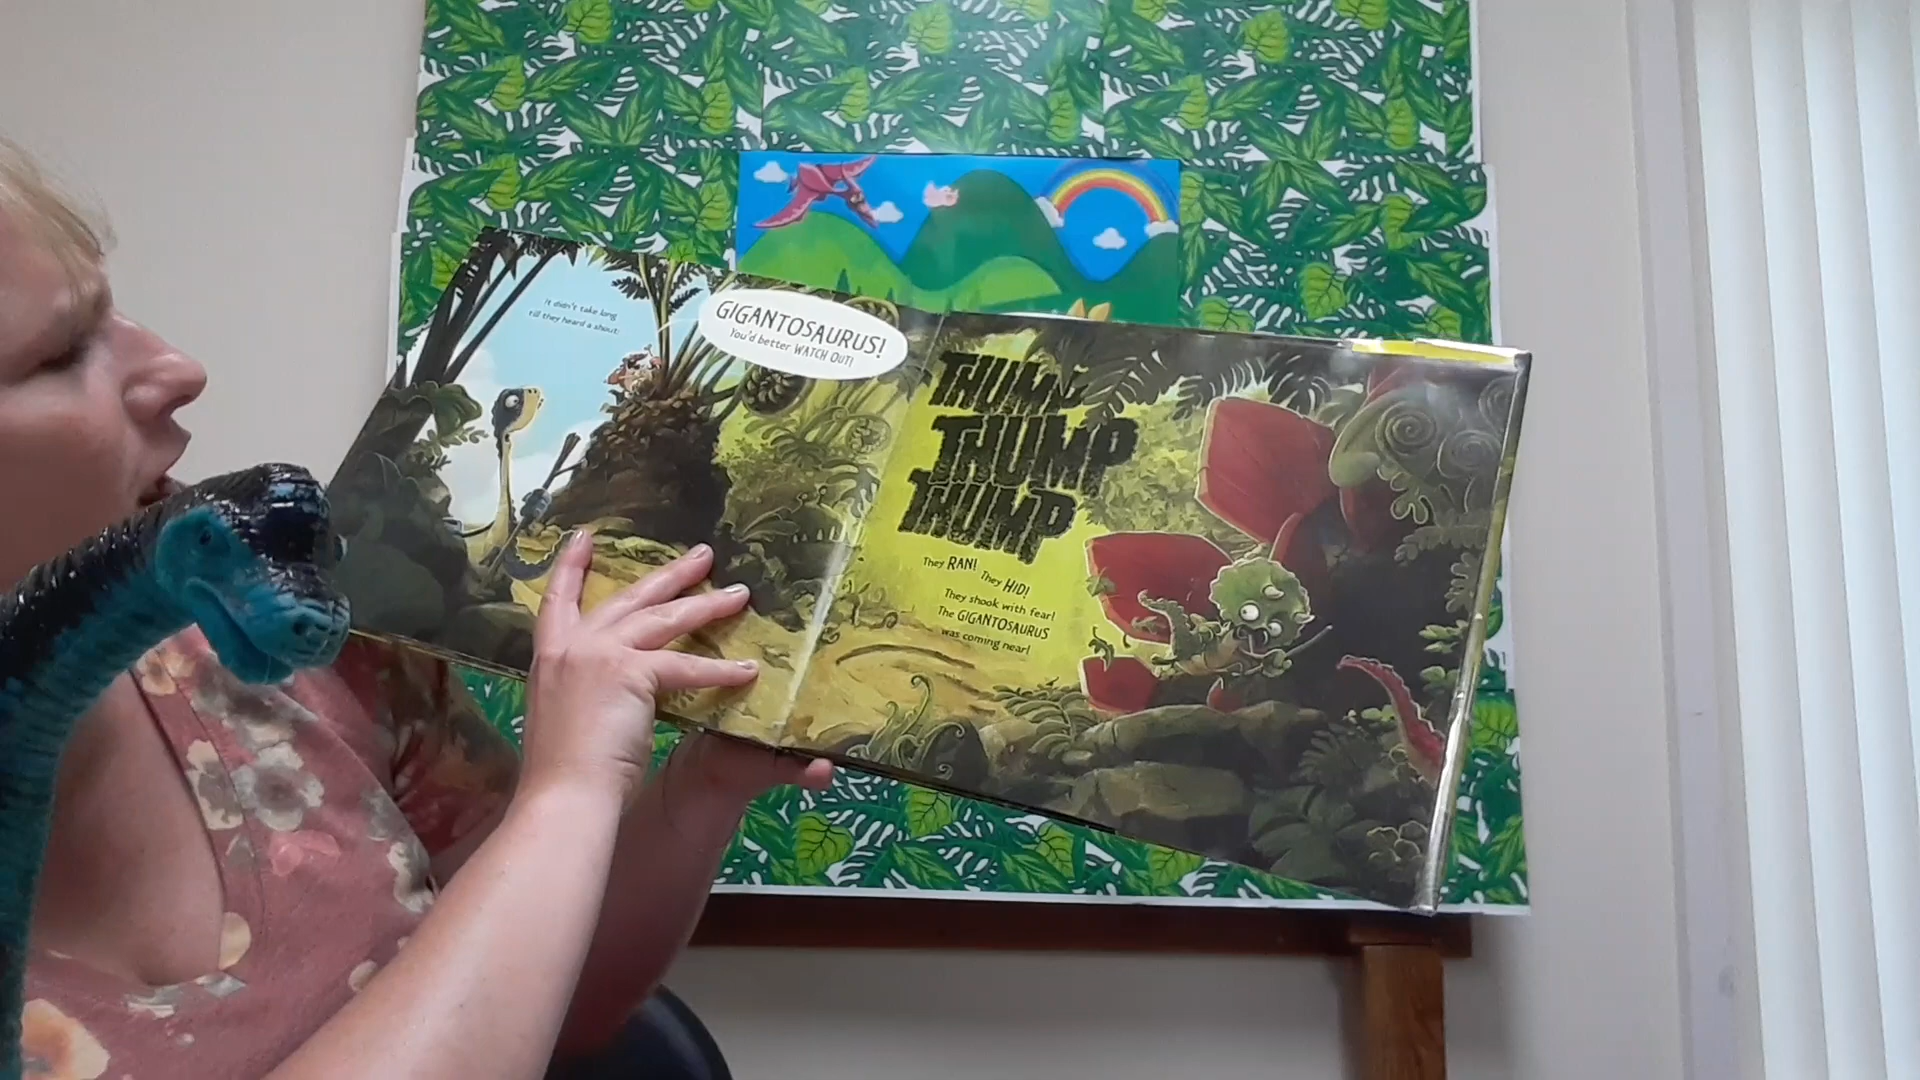 It didn't take long
till they heard a shout:
GIGANTOSAURUS!
You'd better WATCH OUT!
THUMP
THUMP
THUMP
They RAN!
They HID!
They shook with fear!
The GIGANTOSAURUS
was coming near!